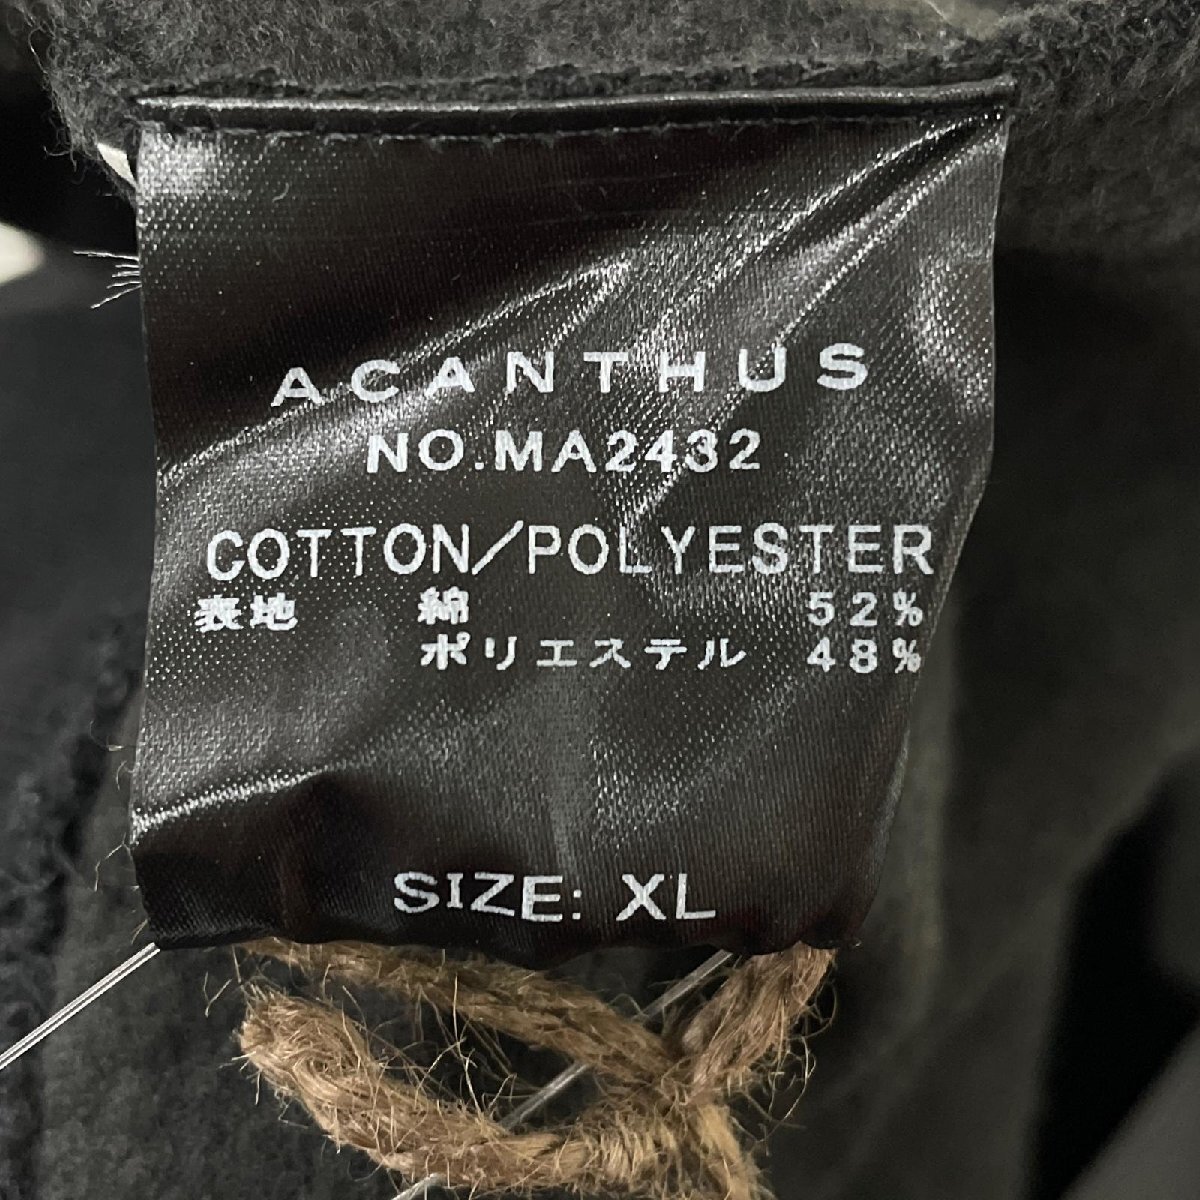 ACANTHUS
NO.MA2432
COTTON/POLYESTER
表地 綿 52%
ポリエステル 48%
SIZE: XL